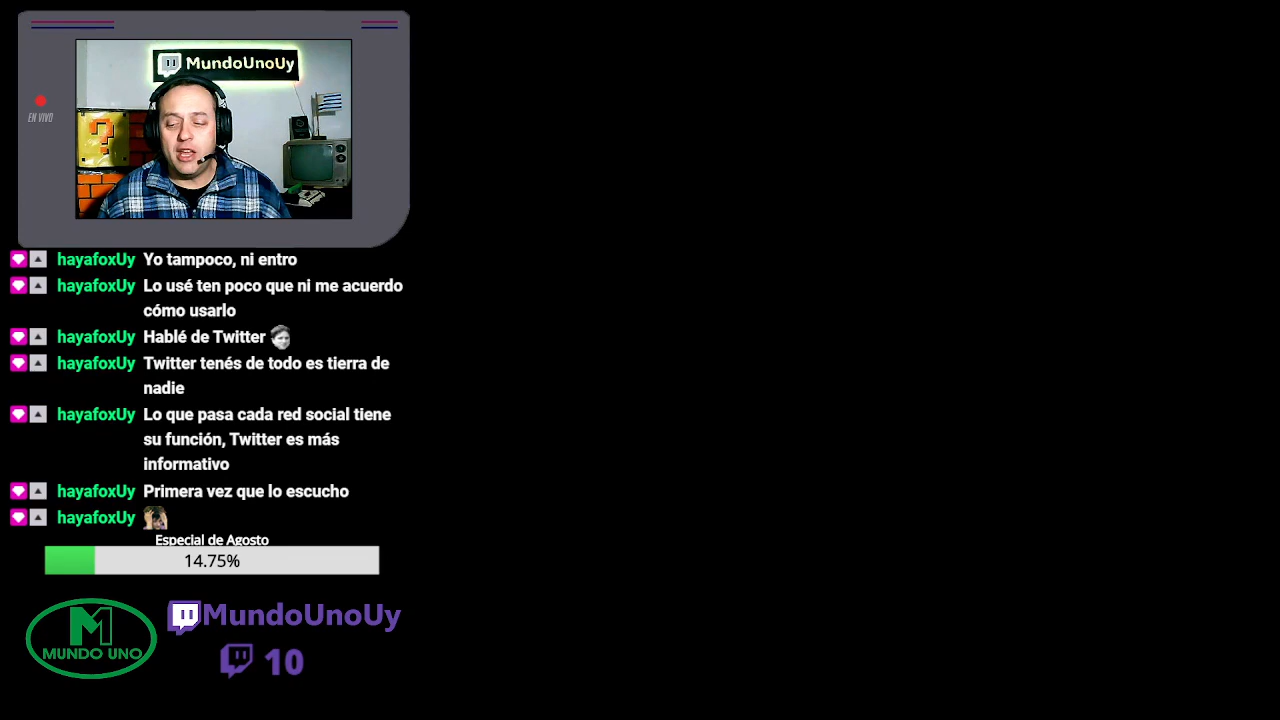 MundoUnoUy
EN VIVO
hayafoxUy Yo tampoco, ni entro
hayafoxUy Lo usé ten poco que ni me acuerdo
cómo usarlo
hayafoxUy Hablé de Twitter
hayafoxUy Twitter tenés de todo es tierra de
nadie
hayafoxUy Lo que pasa cada red social tiene
su función, Twitter es más
informativo
hayafoxUy Primera vez que lo escucho
hayafoxUy
Especial de Agosto
14.75%
M
MUNDO UNO
MundoUnoUy
10